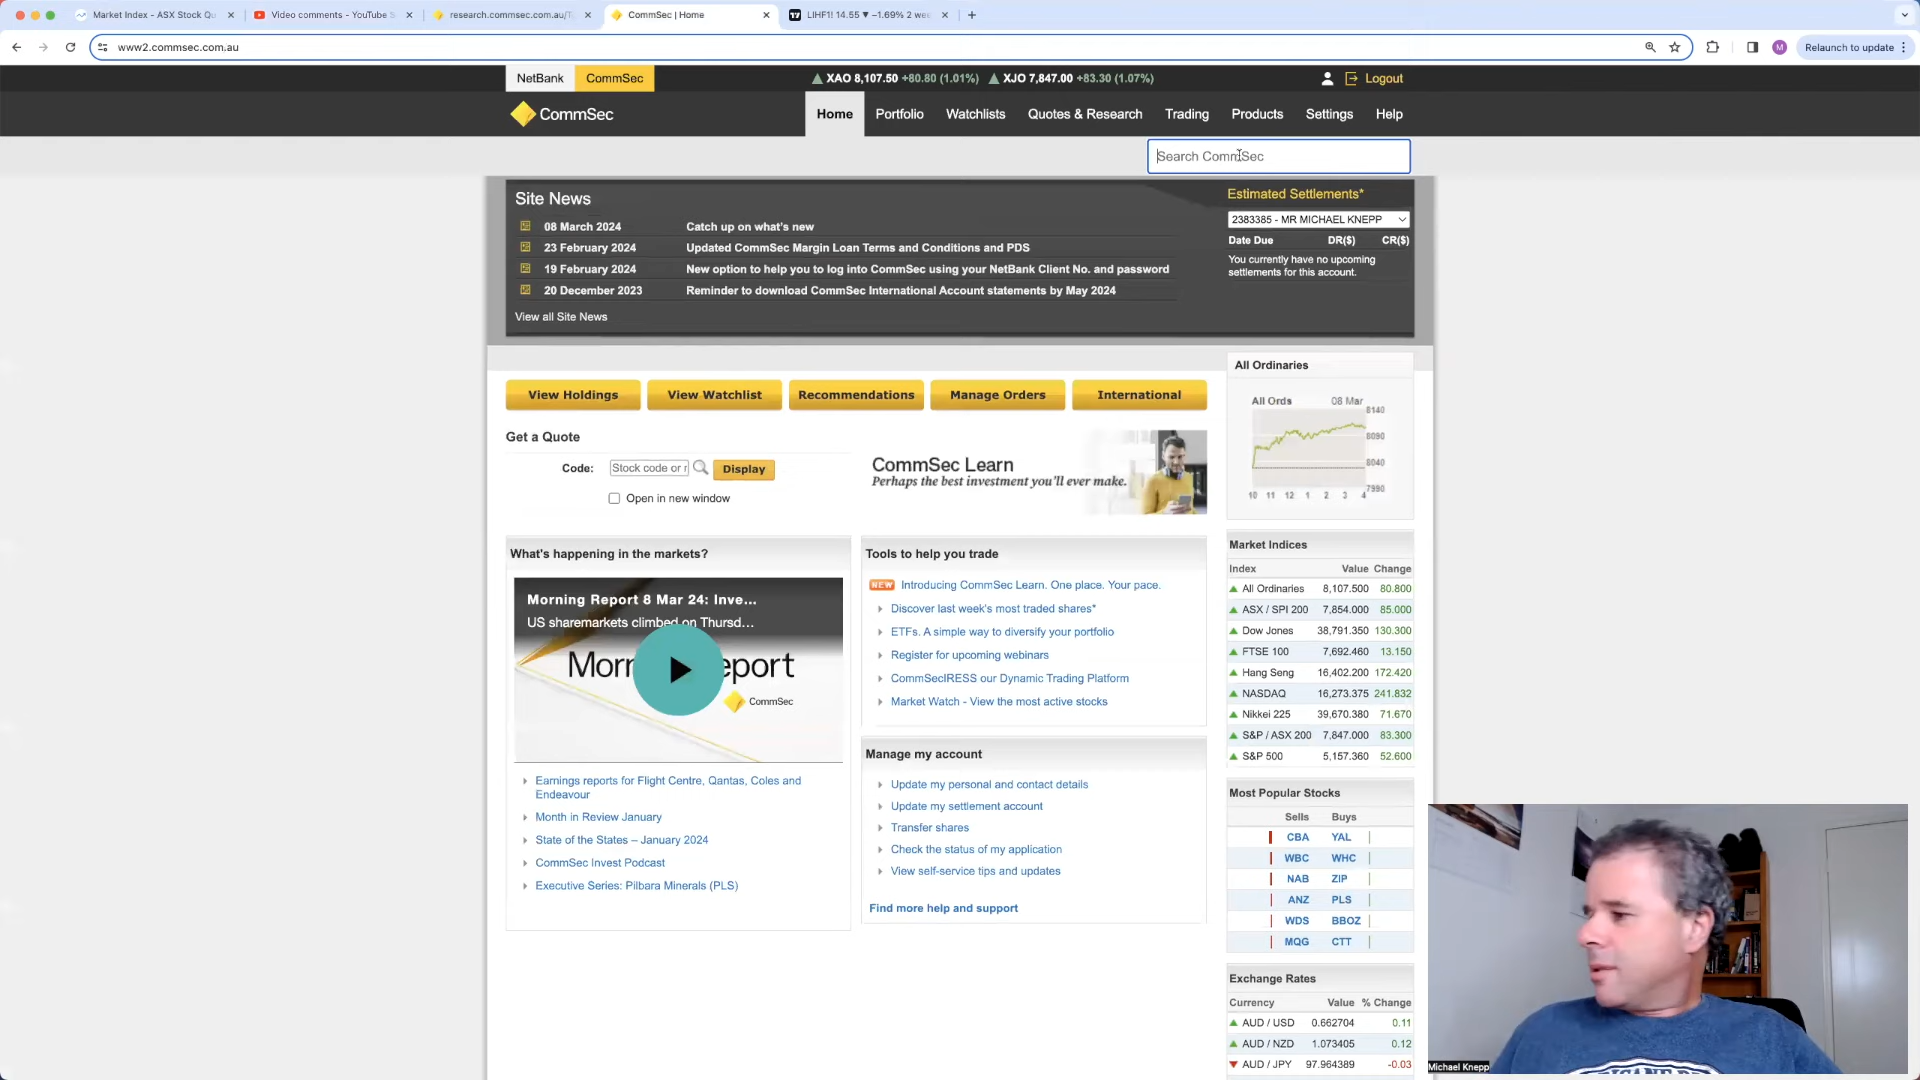 Market Index - ASX Stock Qu
Video comments - YouTube S
research.commsec.com.au/T
CommSec | Home
LIHF1! 14.55 ▼ −1.69% 2 wee
www2.commsec.com.au
M
Relaunch to update
NetBank
CommSec
XAO 8,107.50 +80.80 (1.01%)
XJO 7,847.00 +83.30 (1.07%)
Logout
CommSec
Home
Portfolio
Watchlists
Quotes & Research
Trading
Products
Settings
Help
Search CommSec
Site News
08 March 2024 Catch up on what's new
23 February 2024 Updated CommSec Margin Loan Terms and Conditions and PDS
19 February 2024 New option to help you to log into CommSec using your NetBank Client No. and password
20 December 2023 Reminder to download CommSec International Account statements by May 2024
View all Site News
Estimated Settlements*
2383385 - MR MICHAEL KNEPP
Date Due DR($) CR($)
You currently have no upcoming
settlements for this account.
View Holdings
View Watchlist
Recommendations
Manage Orders
International
Get a Quote
Code:
Stock code or r
Display
Open in new window
CommSec Learn
Perhaps the best investment you'll ever make.
All Ordinaries
All Ords 08 Mar
8140
8090
8040
7990
10 11 12 1 2 3 4
What's happening in the markets?
Morning Report 8 Mar 24: Inve...
US sharemarkets climbed on Thursd...
CommSec
Earnings reports for Flight Centre, Qantas, Coles and
Endeavour
Month in Review January
State of the States – January 2024
CommSec Invest Podcast
Executive Series: Pilbara Minerals (PLS)
Tools to help you trade
NEW Introducing CommSec Learn. One place. Your pace.
Discover last week's most traded shares*
ETFs. A simple way to diversify your portfolio
Register for upcoming webinars
CommSecIRESS our Dynamic Trading Platform
Market Watch - View the most active stocks
Manage my account
Update my personal and contact details
Update my settlement account
Transfer shares
Check the status of my application
View self-service tips and updates
Find more help and support
Market Indices
Index Value Change
All Ordinaries 8,107.500 80.800
ASX / SPI 200 7,854.000 85.000
Dow Jones 38,791.350 130.300
FTSE 100 7,692.460 13.150
Hang Seng 16,402.200 172.420
NASDAQ 16,273.375 241.832
Nikkei 225 39,670.380 71.670
S&P / ASX 200 7,847.000 83.300
S&P 500 5,157.360 52.600
Most Popular Stocks
Sells Buys
CBA YAL
WBC WHC
NAB ZIP
ANZ PLS
WDS BBOZ
MQG CTT
Exchange Rates
Currency Value % Change
AUD / USD 0.662704 0.11
AUD / NZD 1.073405 0.12
AUD / JPY 97.964389 -0.03
Michael Knepp